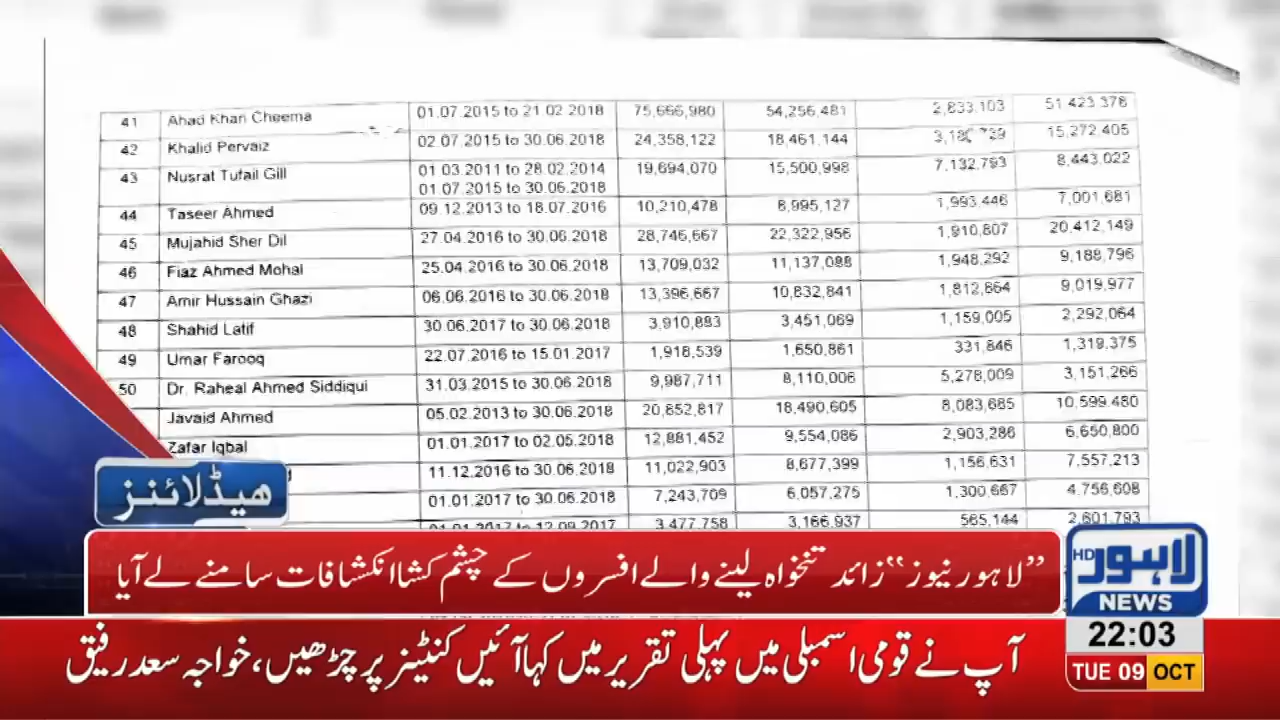 41 Ahad Khan Cheema 01.07.2015 to 21.02.2018 75,666,980 54,256,481 2,833,103 51,423,378
42 Khalid Pervaiz 02.07.2015 to 30.06.2018 24,358,122 18,461,144 15,272,405
43 Nusrat Tufail Gill 01.03.2011 to 28.02.2014 19,694,070 15,500,998 7,132,793 8,443,022
01.07.2015 to 30.06.2018
44 Taseer Ahmed 09.12.2013 to 18.07.2016 10,210,478 8,995,127 1,993,446 7,001,681
45 Mujahid Sher Dil 27.04.2016 to 30.06.2018 28,746,667 22,322,956 1,910,807 20,412,149
46 Fiaz Ahmed Mohal 25.04.2016 to 30.06.2018 13,709,032 11,137,088 1,948,292 9,188,796
47 Amir Hussain Ghazi 06.06.2016 to 30.06.2018 13,396,667 10,832,841 1,812,864 9,019,977
48 Shahid Latif 30.06.2017 to 30.06.2018 3,910,883 3,451,069 1,159,005 2,292,064
49 Umar Farooq 22.07.2016 to 15.01.2017 1,918,539 1,650,861 331,846 1,319,375
50 Dr. Raheal Ahmed Siddiqui 31.03.2015 to 30.06.2018 9,987,711 8,110,006 5,278,009 3,151,266
Javaid Ahmed 05.02.2013 to 30.06.2018 20,852,817 18,490,605 8,083,685 10,599,480
Zafar Iqbal 01.01.2017 to 02.05.2018 12,881,452 9,554,086 2,903,286 6,650,800
11.12.2016 to 30.06.2018 11,022,903 8,677,399 1,156,631 7,557,213
01.01.2017 to 30.06.2018 7,243,709 6,057,275 1,300,667 4,756,608
01.01.2017 to 12.09.2017 3,477,758 3,166,937 565,144 2,601,793
ہیڈلائنز
”لاہور نیوز“ زائد تنخواہ لینے والے افسروں کے چشم کشا انکشافات سامنے لے آیا
HD لاہور
NEWS
22:03
TUE 09 OCT
آپ نے قومی اسمبلی میں پہلی تقریر میں کہا آئیں کنٹینر پر چڑھیں، خواجہ سعد رفیق